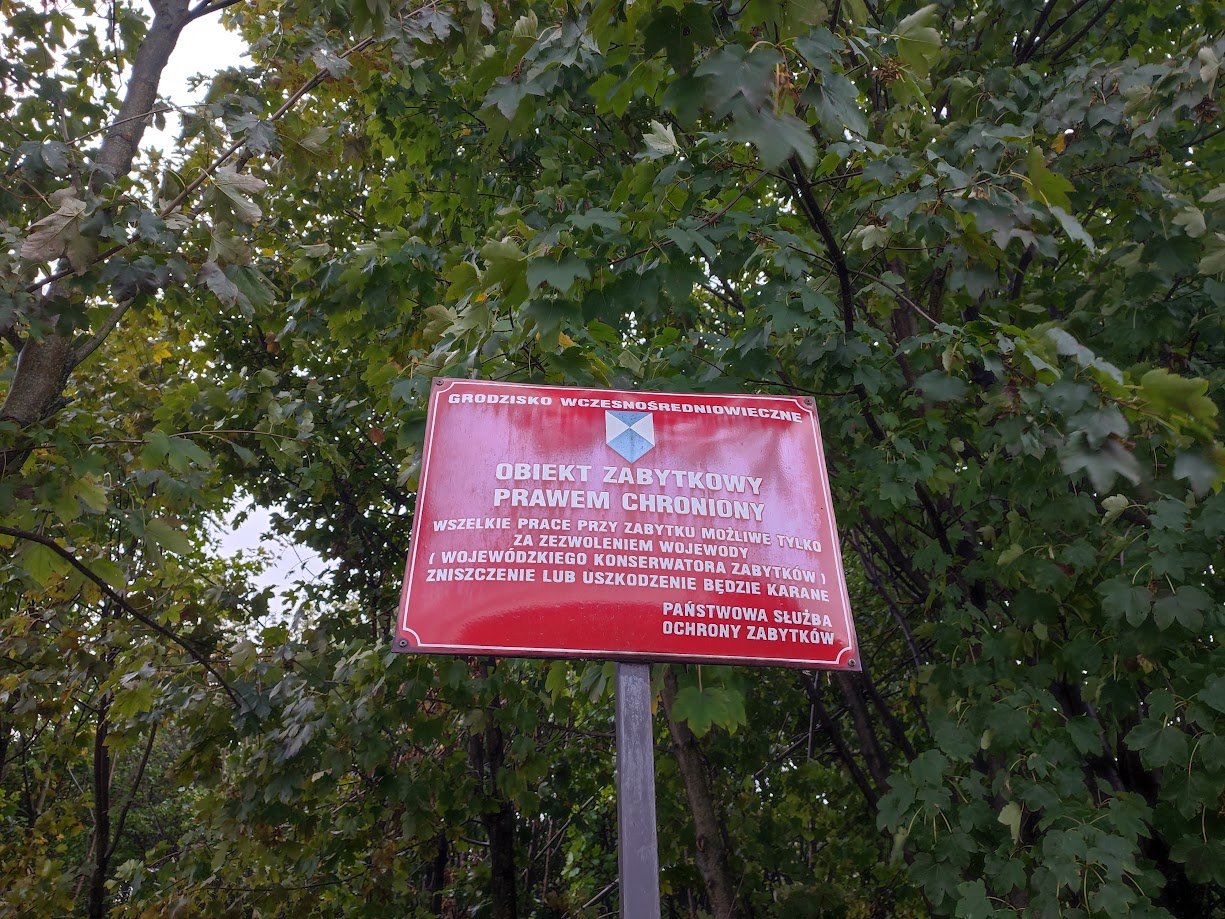 GRODZISKO WCZESNOŚREDNIOWIECZNE
OBIEKT ZABYTKOWY
PRAWEM CHRONIONY
WSZELKIE PRACE PRZY ZABYTKU MOŻLIWE TYLKO
ZA ZEZWOLENIEM WOJEWODY
( WOJEWÓDZKIEGO KONSERWATORA ZABYTKÓW )
ZNISZCZENIE LUB USZKODZENIE BĘDZIE KARANE
PAŃSTWOWA SŁUŻBA
OCHRONY ZABYTKÓW